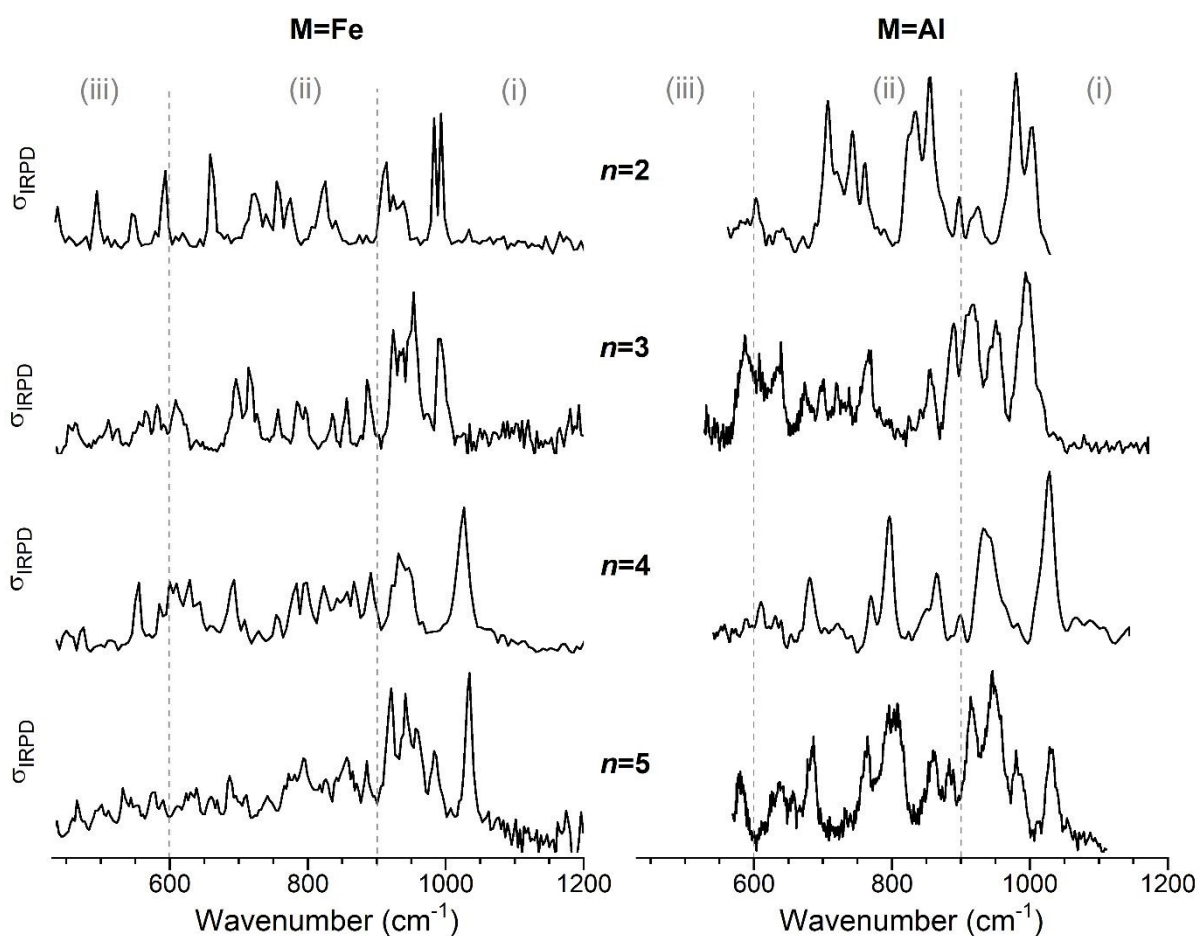 M=Fe M=Al
(iii) (ii) (i) (iii) (ii) (i)
σIRPD n=2
σIRPD n=3
σIRPD n=4
σIRPD n=5
600 800 1000 1200 600 800 1000 1200
Wavenumber (cm⁻¹) Wavenumber (cm⁻¹)